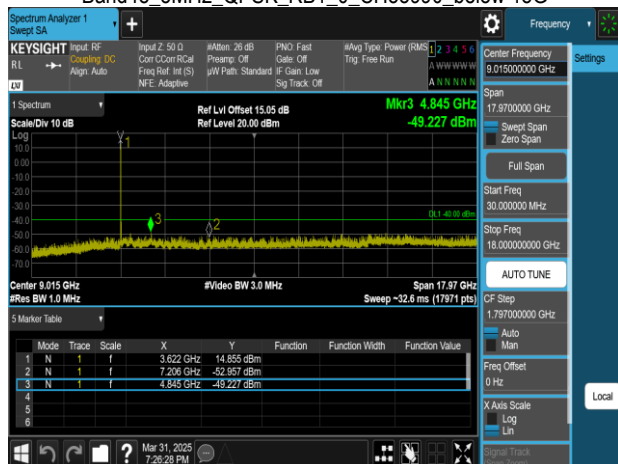 Spectrum Analyzer 1
Swept SA
Frequency
KEYSIGHT
RL
Input: RF
Coupling: DC
Align: Auto
Input Z: 50 Ω
Corr CCorr RCal
Freq Ref: Int (S)
NFE: Adaptive
#Atten: 26 dB
Preamp: Off
µW Path: Standard
PNO: Fast
Gate: Off
IF Gain: Low
Sig Track: Off
#Avg Type: Power (RMS
Trig: Free Run
1 2 3 4 5 6
A W W W W W
A N N N N N
1 Spectrum
Scale/Div 10 dB
Ref Lvl Offset 15.05 dB
Ref Level 20.00 dBm
Mkr3 4.845 GHz
-49.227 dBm
Log
10.0
0.00
-10.0
-20.0
-30.0
-40.0
-50.0
-60.0
-70.0
1
3
2
DL1 -40.00 dBm
Center 9.015 GHz
#Res BW 1.0 MHz
#Video BW 3.0 MHz
Span 17.97 GHz
Sweep ~32.6 ms (17971 pts)
5 Marker Table
Mode Trace Scale X Y Function Function Width Function Value
1 N 1 f 3.622 GHz 14.855 dBm
2 N 1 f 7.206 GHz -52.957 dBm
3 N 1 f 4.845 GHz -49.227 dBm
4
5
6
Mar 31, 2025
7:26:28 PM
Center Frequency
9.015000000 GHz
Span
17.9700000 GHz
Swept Span
Zero Span
Full Span
Start Freq
30.000000 MHz
Stop Freq
18.000000000 GHz
AUTO TUNE
CF Step
1.797000000 GHz
Auto
Man
Freq Offset
0 Hz
X Axis Scale
Log
Lin
Signal Track
Settings
Local